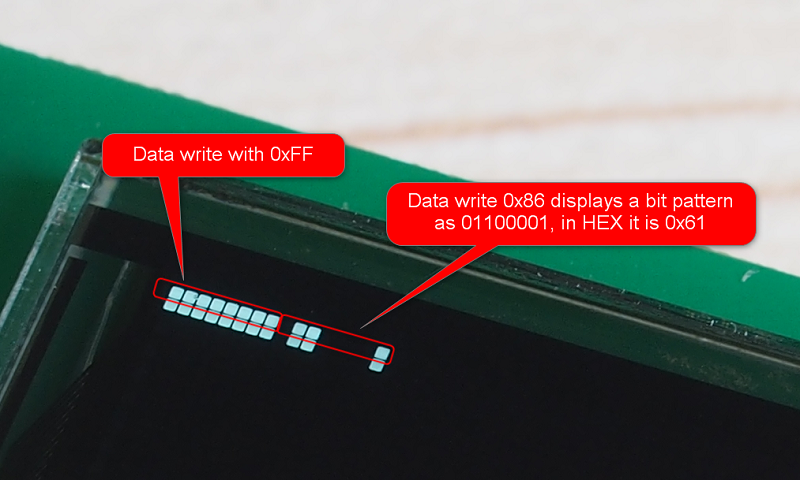 Data write with 0xFF
Data write 0x86 displays a bit pattern
as 01100001, in HEX it is 0x61